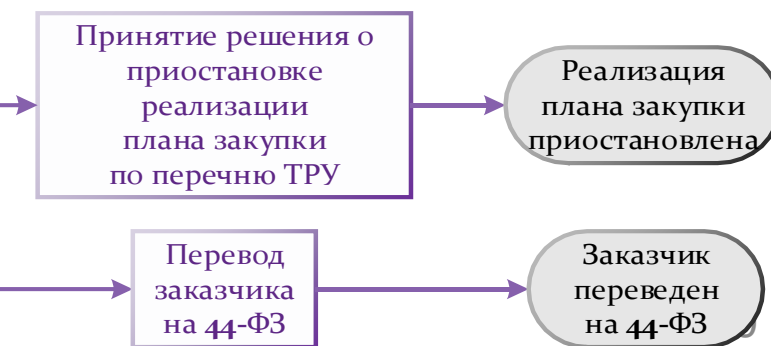 Принятие решения о
приостановке
реализации
плана закупки
по перечню ТРУ
Реализация
плана закупки
приостановлена
Перевод
заказчика
на 44-ФЗ
Заказчик
переведен
на 44-ФЗ